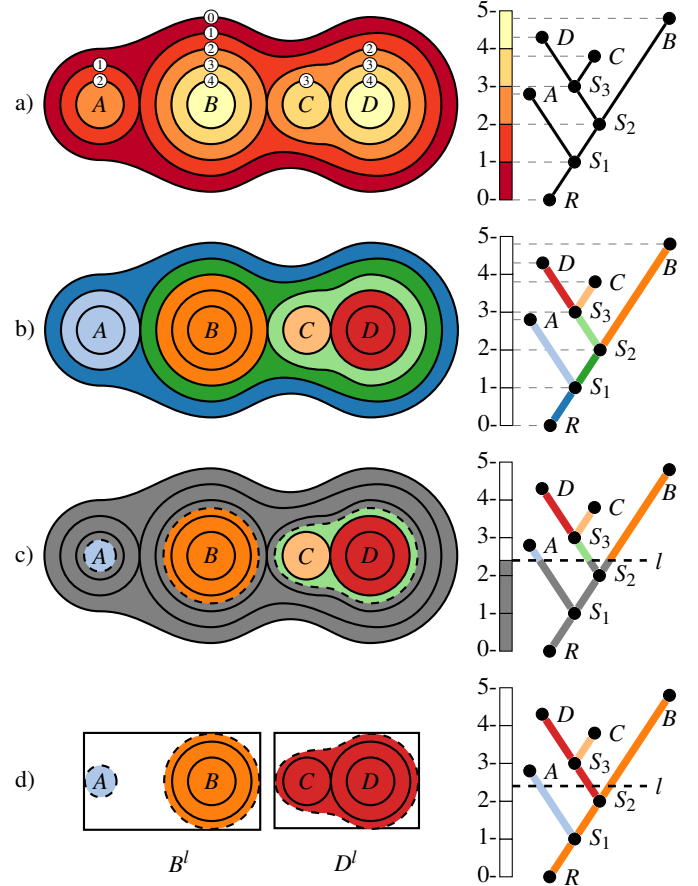 a)
0
1
2
3
4
1
2
2
3
4
3
A
B
C
D
5-
4-
3-
2-
1-
0-
D
C
B
A
S3
S2
S1
R
b)
A
B
C
D
5-
4-
3-
2-
1-
0-
D
C
B
A
S3
S2
S1
R
c)
A
B
C
D
5-
4-
3-
2-
1-
0-
D
C
B
A
S3
l
S2
S1
R
d)
A
B
C
D
B^l
D^l
5-
4-
3-
2-
1-
0-
D
C
B
A
S3
l
S2
S1
R